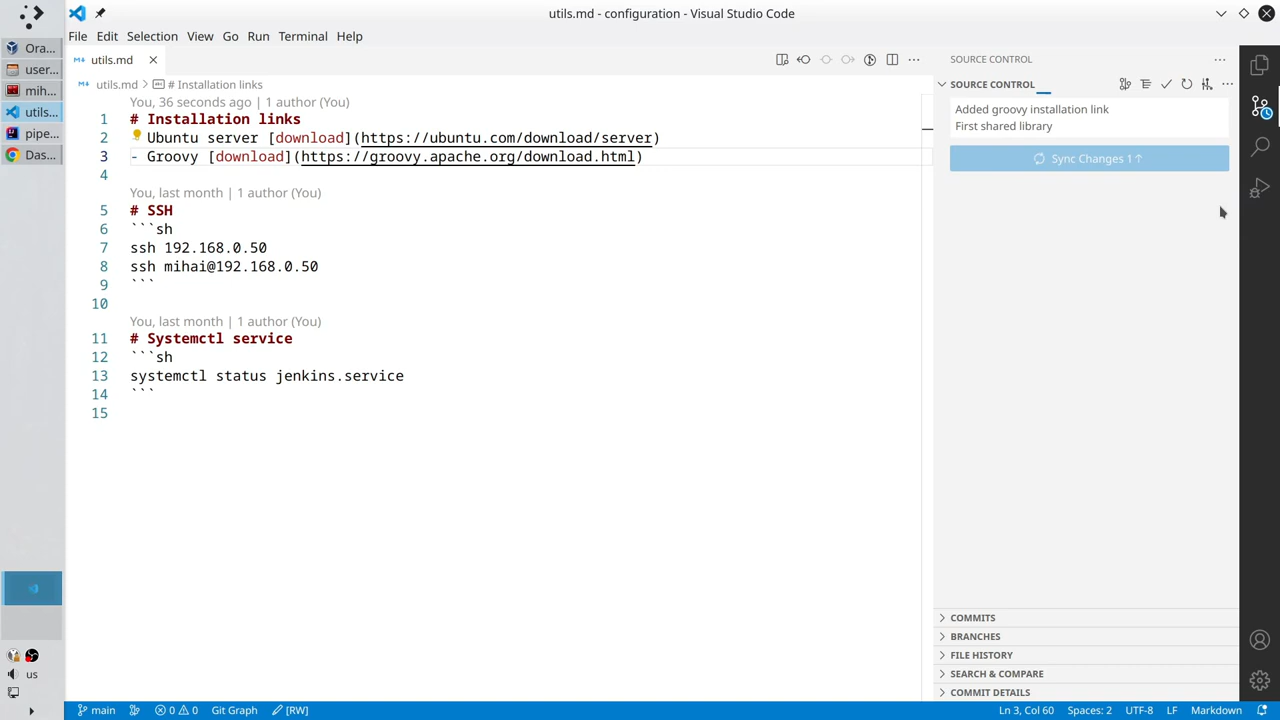 utils.md - configuration - Visual Studio Code
File Edit Selection View Go Run Terminal Help
Ora...
user...
mih...
utils...
pipe...
Das...
us
utils.md
utils.md > # Installation links
You, 36 seconds ago | 1 author (You)
1 # Installation links
2 Ubuntu server [download](https://ubuntu.com/download/server)
3 - Groovy [download](https://groovy.apache.org/download.html)
4
You, last month | 1 author (You)
5 # SSH
6 ```sh
7 ssh 192.168.0.50
8 ssh mihai@192.168.0.50
9 ```
10
You, last month | 1 author (You)
11 # Systemctl service
12 ```sh
13 systemctl status jenkins.service
14 ```
15
SOURCE CONTROL
SOURCE CONTROL
Added groovy installation link
First shared library
Sync Changes 1↑
COMMITS
BRANCHES
FILE HISTORY
SEARCH & COMPARE
COMMIT DETAILS
main 0 0 Git Graph [RW] Ln 3, Col 60 Spaces: 2 UTF-8 LF Markdown